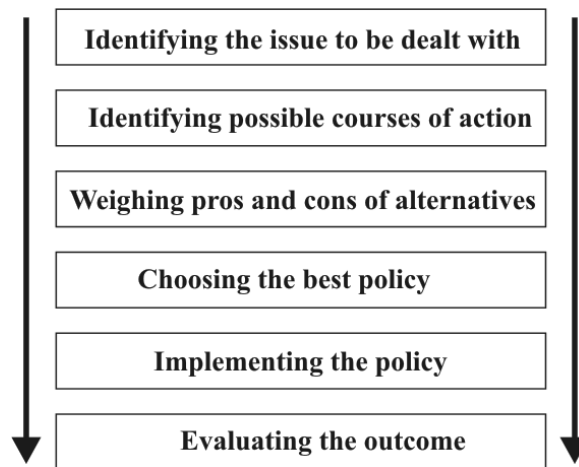 Identifying the issue to be dealt with
Identifying possible courses of action
Weighing pros and cons of alternatives
Choosing the best policy
Implementing the policy
Evaluating the outcome